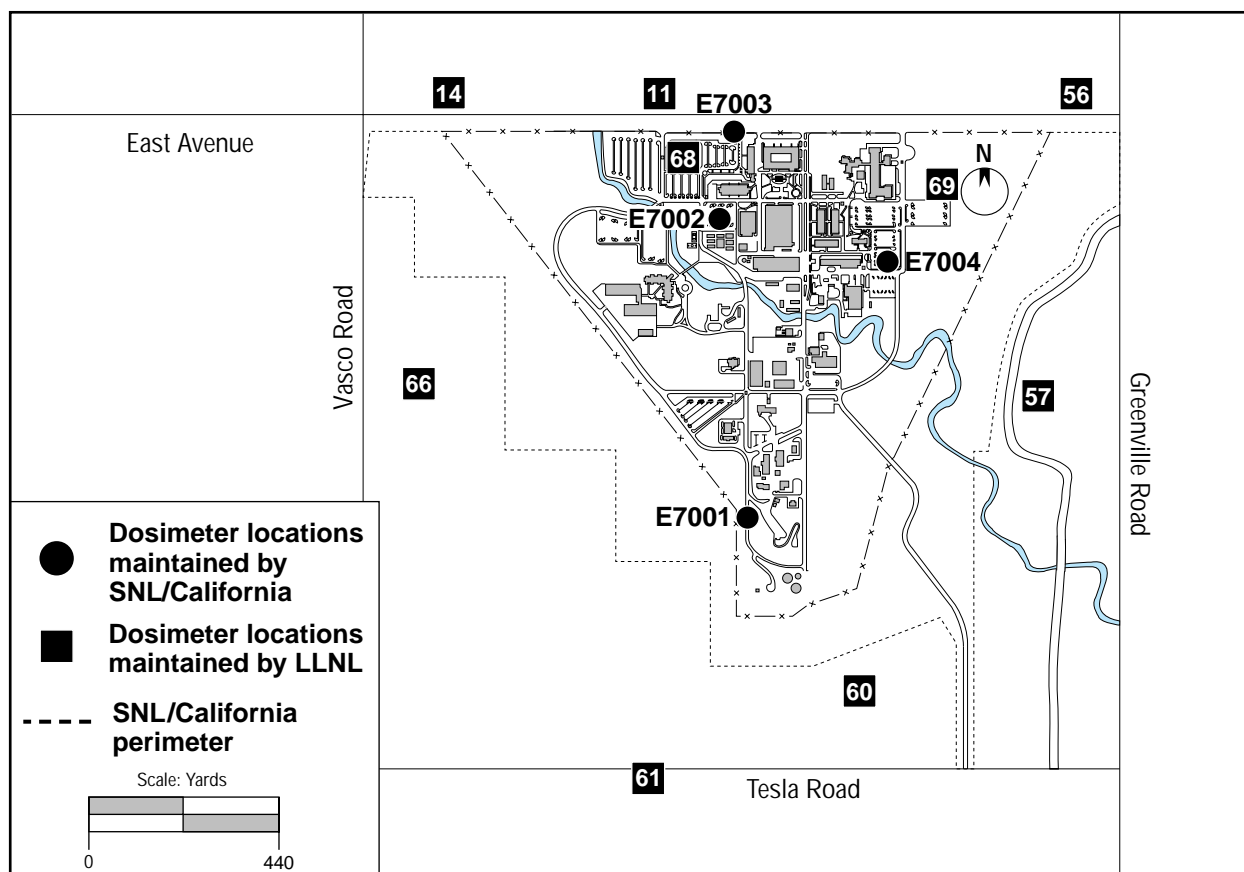 14
11
56
E7003
East Avenue
68
N
69
E7002
E7004
Vasco Road
66
57
Greenville Road
E7001
Dosimeter locations
maintained by
SNL/California
Dosimeter locations
maintained by LLNL
SNL/California
perimeter
60
Scale: Yards
61
Tesla Road
0
440